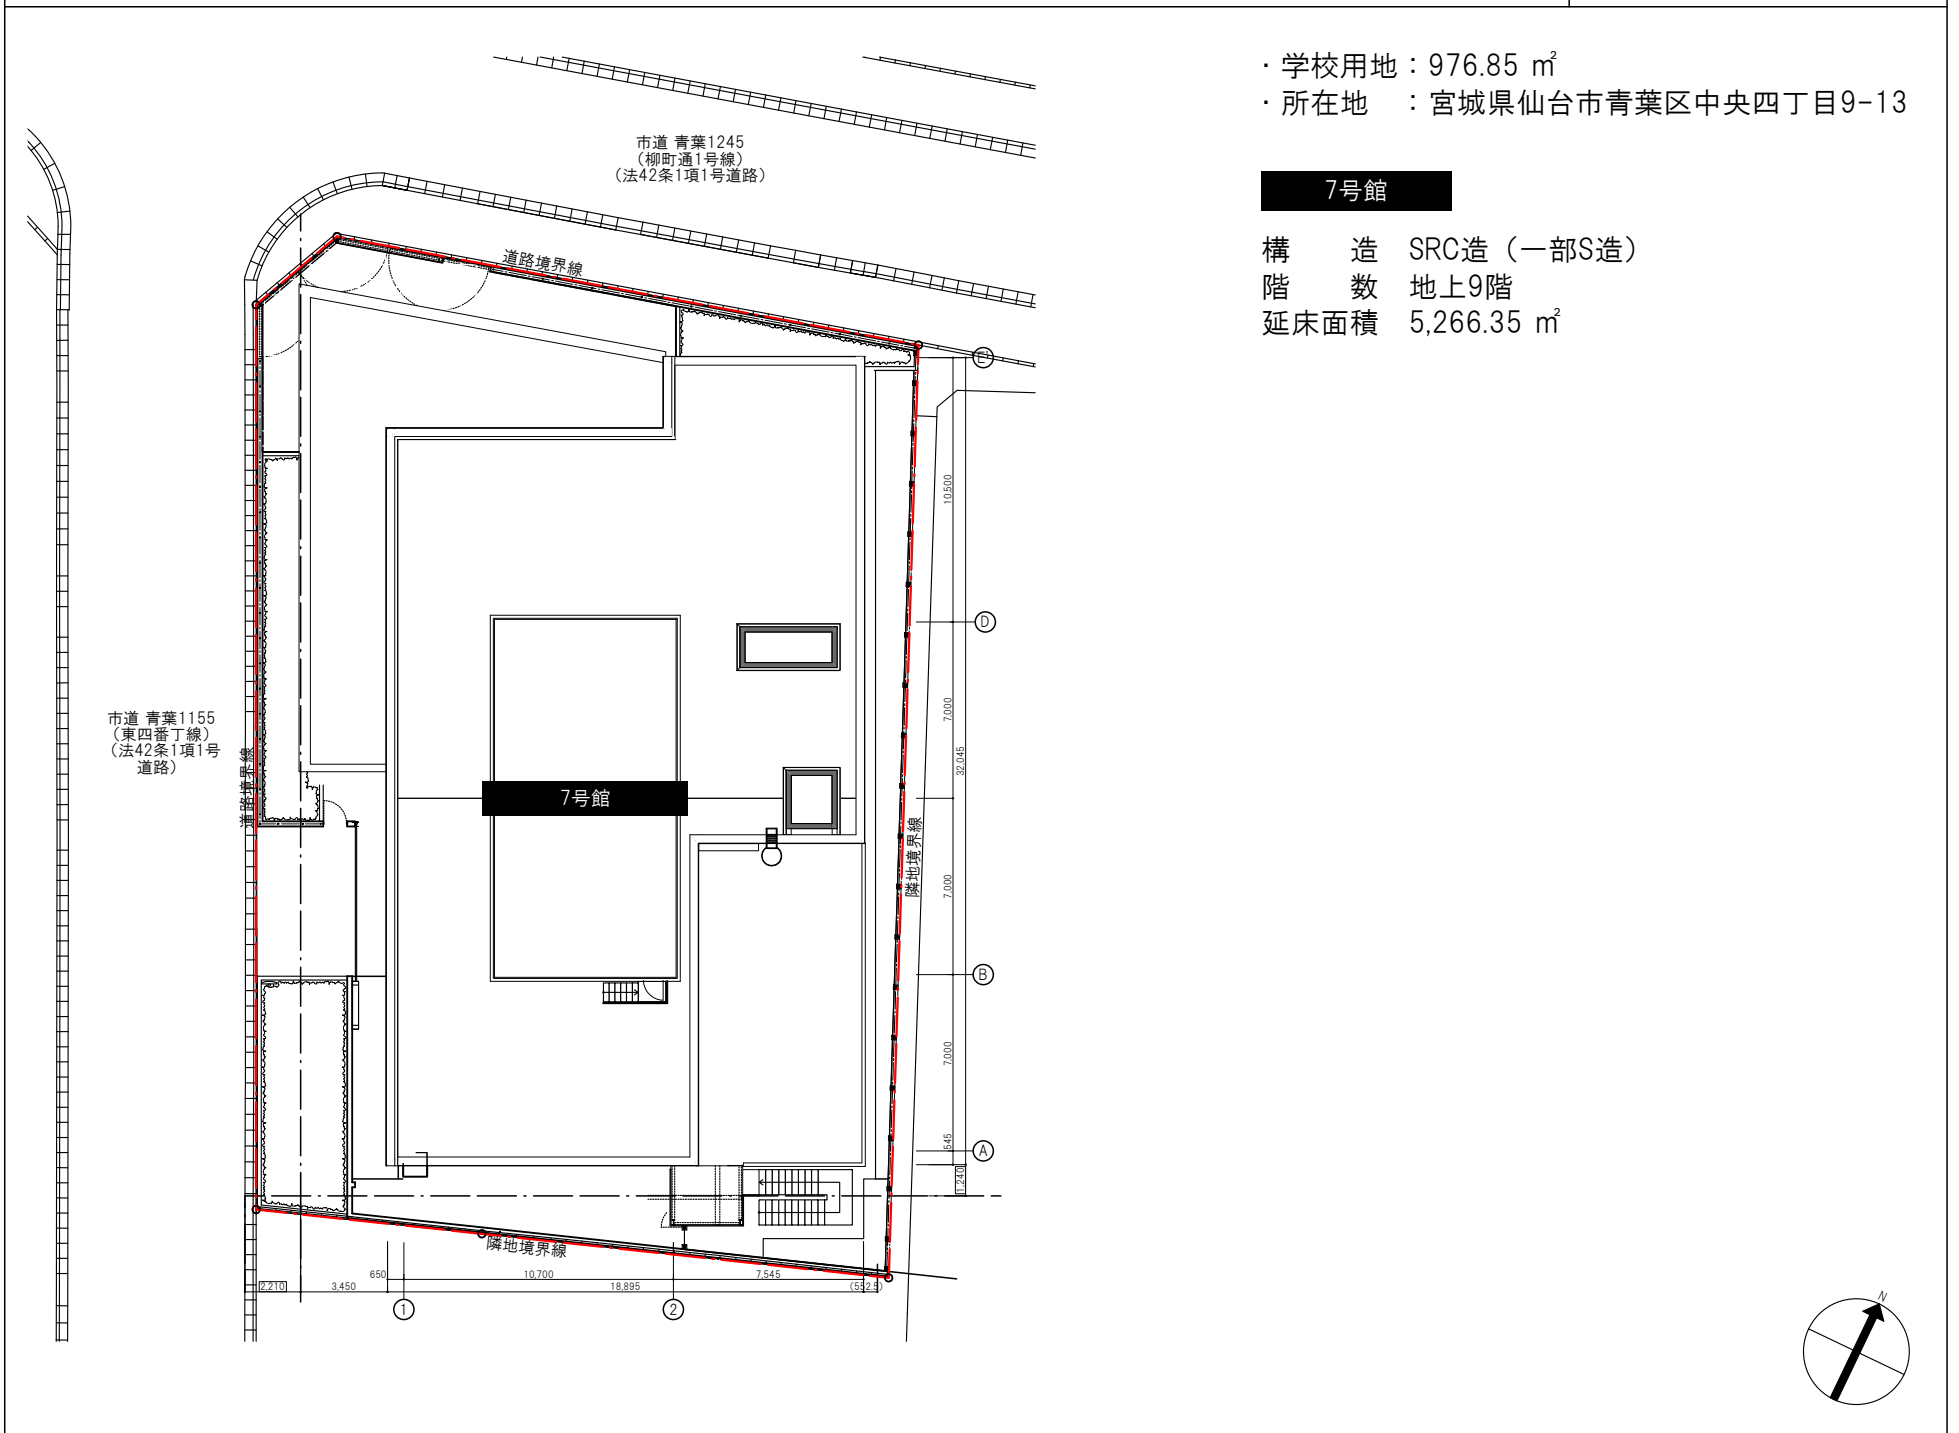 ・学校用地：976.85 ㎡
・所在地　：宮城県仙台市青葉区中央四丁目9-13
7号館
構　　造　SRC造（一部S造）
階　　数　地上9階
延床面積　5,266.35 ㎡
市道 青葉1245
（柳町通1号線）
（法42条1項1号道路）
道路境界線
E'
10,500
D
7,000
32,045
市道 青葉1155
（東四番丁線）
（法42条1項1号
道路）
道路境界線
7号館
隣地境界線
7,000
B
7,000
545
A
1,240
隣地境界線
650
10,700
7,545
2,210
3,450
18,895
(552.5)
1
2
N